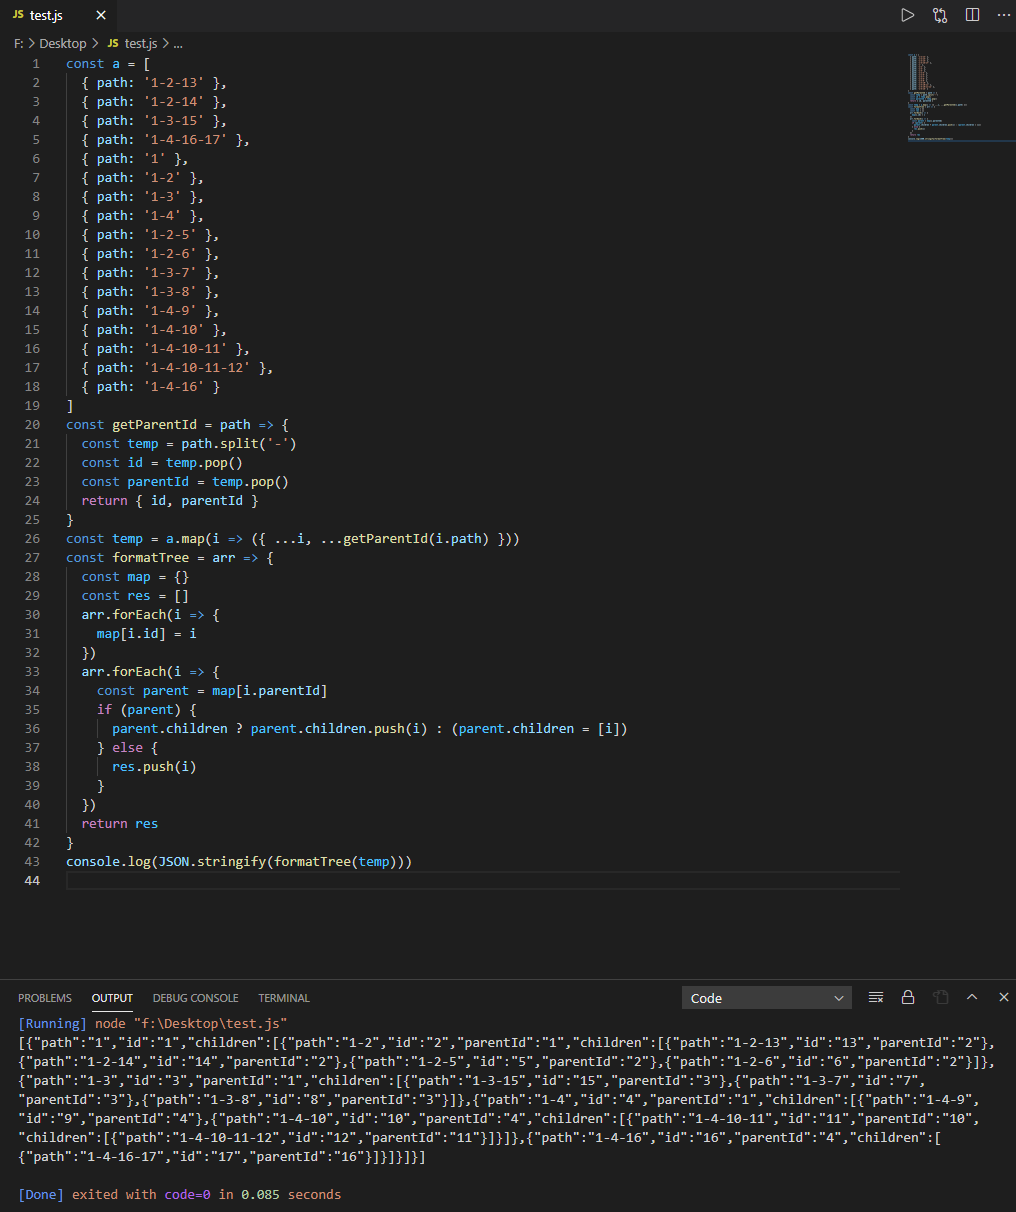 JS test.js
F: > Desktop > JS test.js > ...
1 const a = [
2 { path: '1-2-13' },
3 { path: '1-2-14' },
4 { path: '1-3-15' },
5 { path: '1-4-16-17' },
6 { path: '1' },
7 { path: '1-2' },
8 { path: '1-3' },
9 { path: '1-4' },
10 { path: '1-2-5' },
11 { path: '1-2-6' },
12 { path: '1-3-7' },
13 { path: '1-3-8' },
14 { path: '1-4-9' },
15 { path: '1-4-10' },
16 { path: '1-4-10-11' },
17 { path: '1-4-10-11-12' },
18 { path: '1-4-16' }
19 ]
20 const getParentId = path => {
21 const temp = path.split('-')
22 const id = temp.pop()
23 const parentId = temp.pop()
24 return { id, parentId }
25 }
26 const temp = a.map(i => ({ ...i, ...getParentId(i.path) }))
27 const formatTree = arr => {
28 const map = {}
29 const res = []
30 arr.forEach(i => {
31 map[i.id] = i
32 })
33 arr.forEach(i => {
34 const parent = map[i.parentId]
35 if (parent) {
36 parent.children ? parent.children.push(i) : (parent.children = [i])
37 } else {
38 res.push(i)
39 }
40 })
41 return res
42 }
43 console.log(JSON.stringify(formatTree(temp)))
44
PROBLEMS OUTPUT DEBUG CONSOLE TERMINAL Code
[Running] node "f:\Desktop\test.js"
[{"path":"1","id":"1","children":[{"path":"1-2","id":"2","parentId":"1","children":[{"path":"1-2-13","id":"13","parentId":"2"},
{"path":"1-2-14","id":"14","parentId":"2"},{"path":"1-2-5","id":"5","parentId":"2"},{"path":"1-2-6","id":"6","parentId":"2"}]},
{"path":"1-3","id":"3","parentId":"1","children":[{"path":"1-3-15","id":"15","parentId":"3"},{"path":"1-3-7","id":"7",
"parentId":"3"},{"path":"1-3-8","id":"8","parentId":"3"}]},{"path":"1-4","id":"4","parentId":"1","children":[{"path":"1-4-9",
"id":"9","parentId":"4"},{"path":"1-4-10","id":"10","parentId":"4","children":[{"path":"1-4-10-11","id":"11","parentId":"10",
"children":[{"path":"1-4-10-11-12","id":"12","parentId":"11"}]}]},{"path":"1-4-16","id":"16","parentId":"4","children":[
{"path":"1-4-16-17","id":"17","parentId":"16"}]}]}]}]
[Done] exited with code=0 in 0.085 seconds